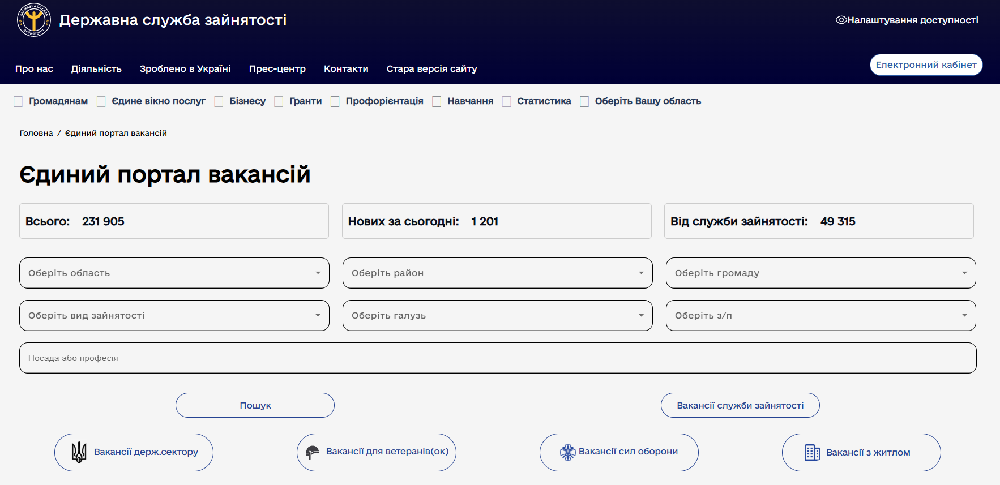 ДЕРЖАВНА СЛУЖБА
ЗАЙНЯТОСТІ
Державна служба зайнятості
Налаштування доступності
Про нас Діяльність Зроблено в Україні Прес-центр Контакти Стара версія сайту
Електронний кабінет
Громадянам Єдине вікно послуг Бізнесу Гранти Профорієнтація Навчання Статистика Оберіть Вашу область
Головна / Єдиний портал вакансій
Єдиний портал вакансій
Всього: 231 905
Нових за сьогодні: 1 201
Від служби зайнятості: 49 315
Оберіть область
Оберіть район
Оберіть громаду
Оберіть вид зайнятості
Оберіть галузь
Оберіть з/п
Посада або професія
Пошук
Вакансії служби зайнятості
Вакансії держ.сектору
Вакансії для ветеранів(ок)
Вакансії сил оборони
Вакансії з житлом